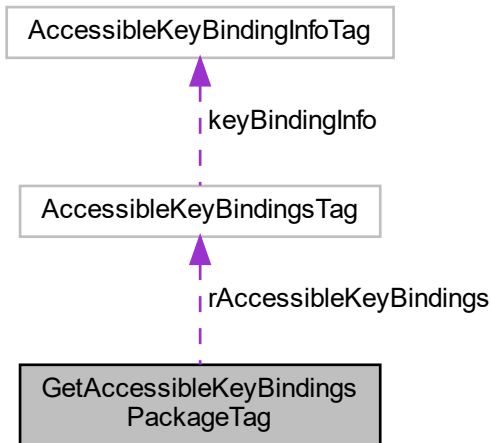 AccessibleKeyBindingInfoTag
keyBindingInfo
AccessibleKeyBindingsTag
rAccessibleKeyBindings
GetAccessibleKeyBindings
PackageTag